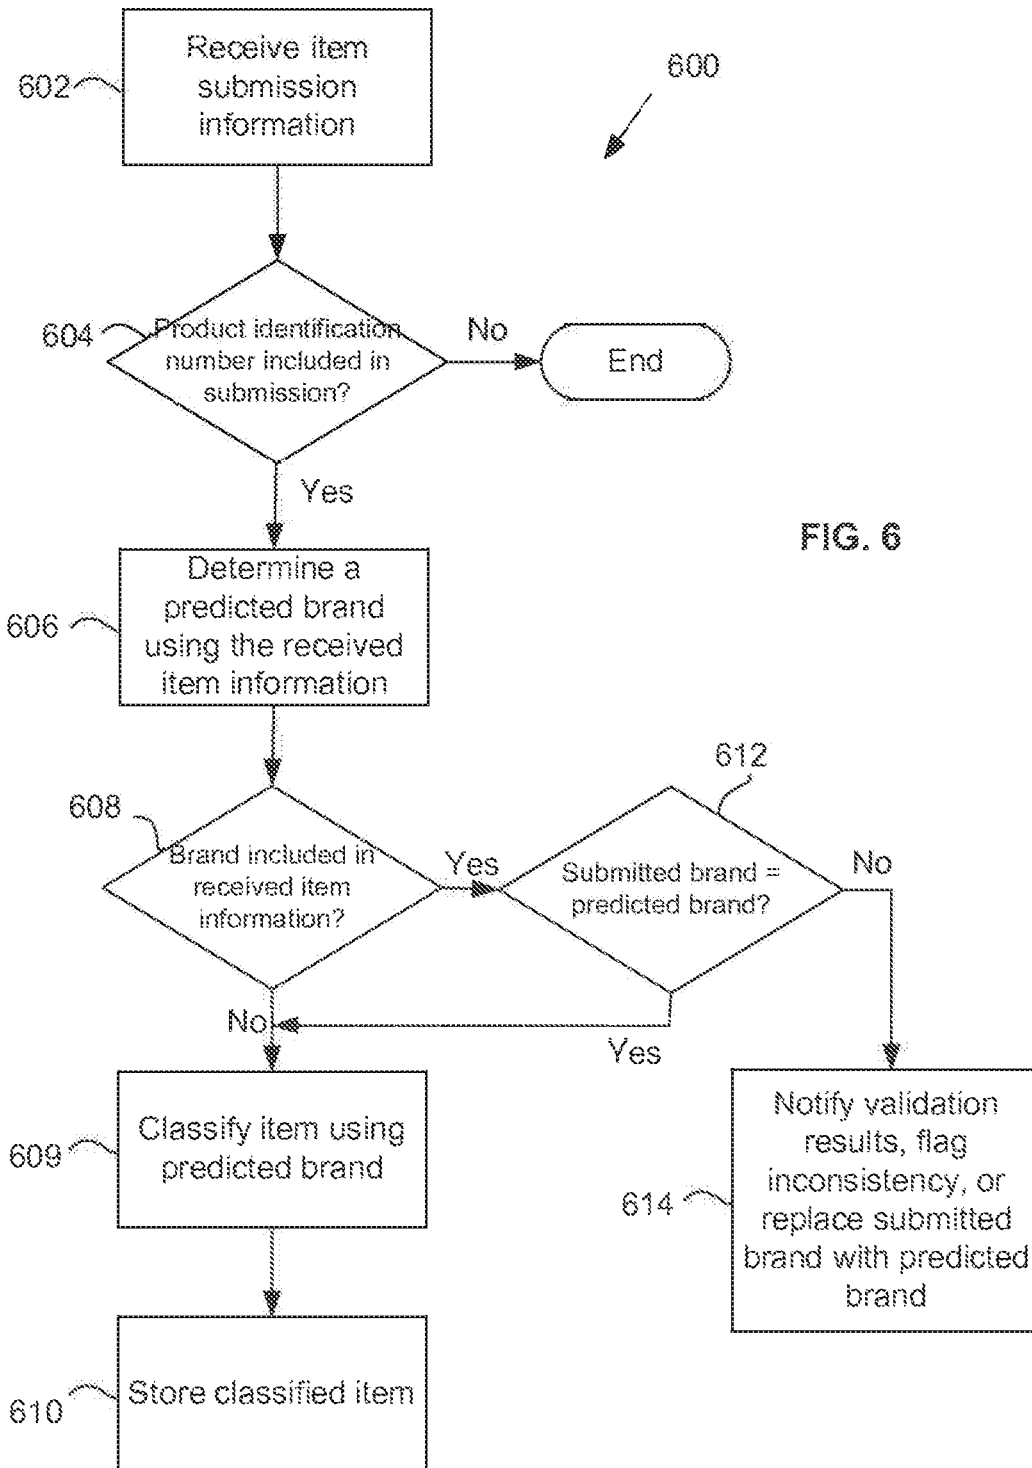 Receive item
submission
information
602
600
604
Product identification
number included in
submission?
No
End
Yes
FIG. 6
Determine a
predicted brand
using the received
item information
606
612
608
Brand included in
received item
information?
Yes
Submitted brand =
predicted brand?
No
No
Yes
Classify item using
predicted brand
609
Notify validation
results, flag
inconsistency, or
replace submitted
brand with predicted
brand
614
Store classified item
610